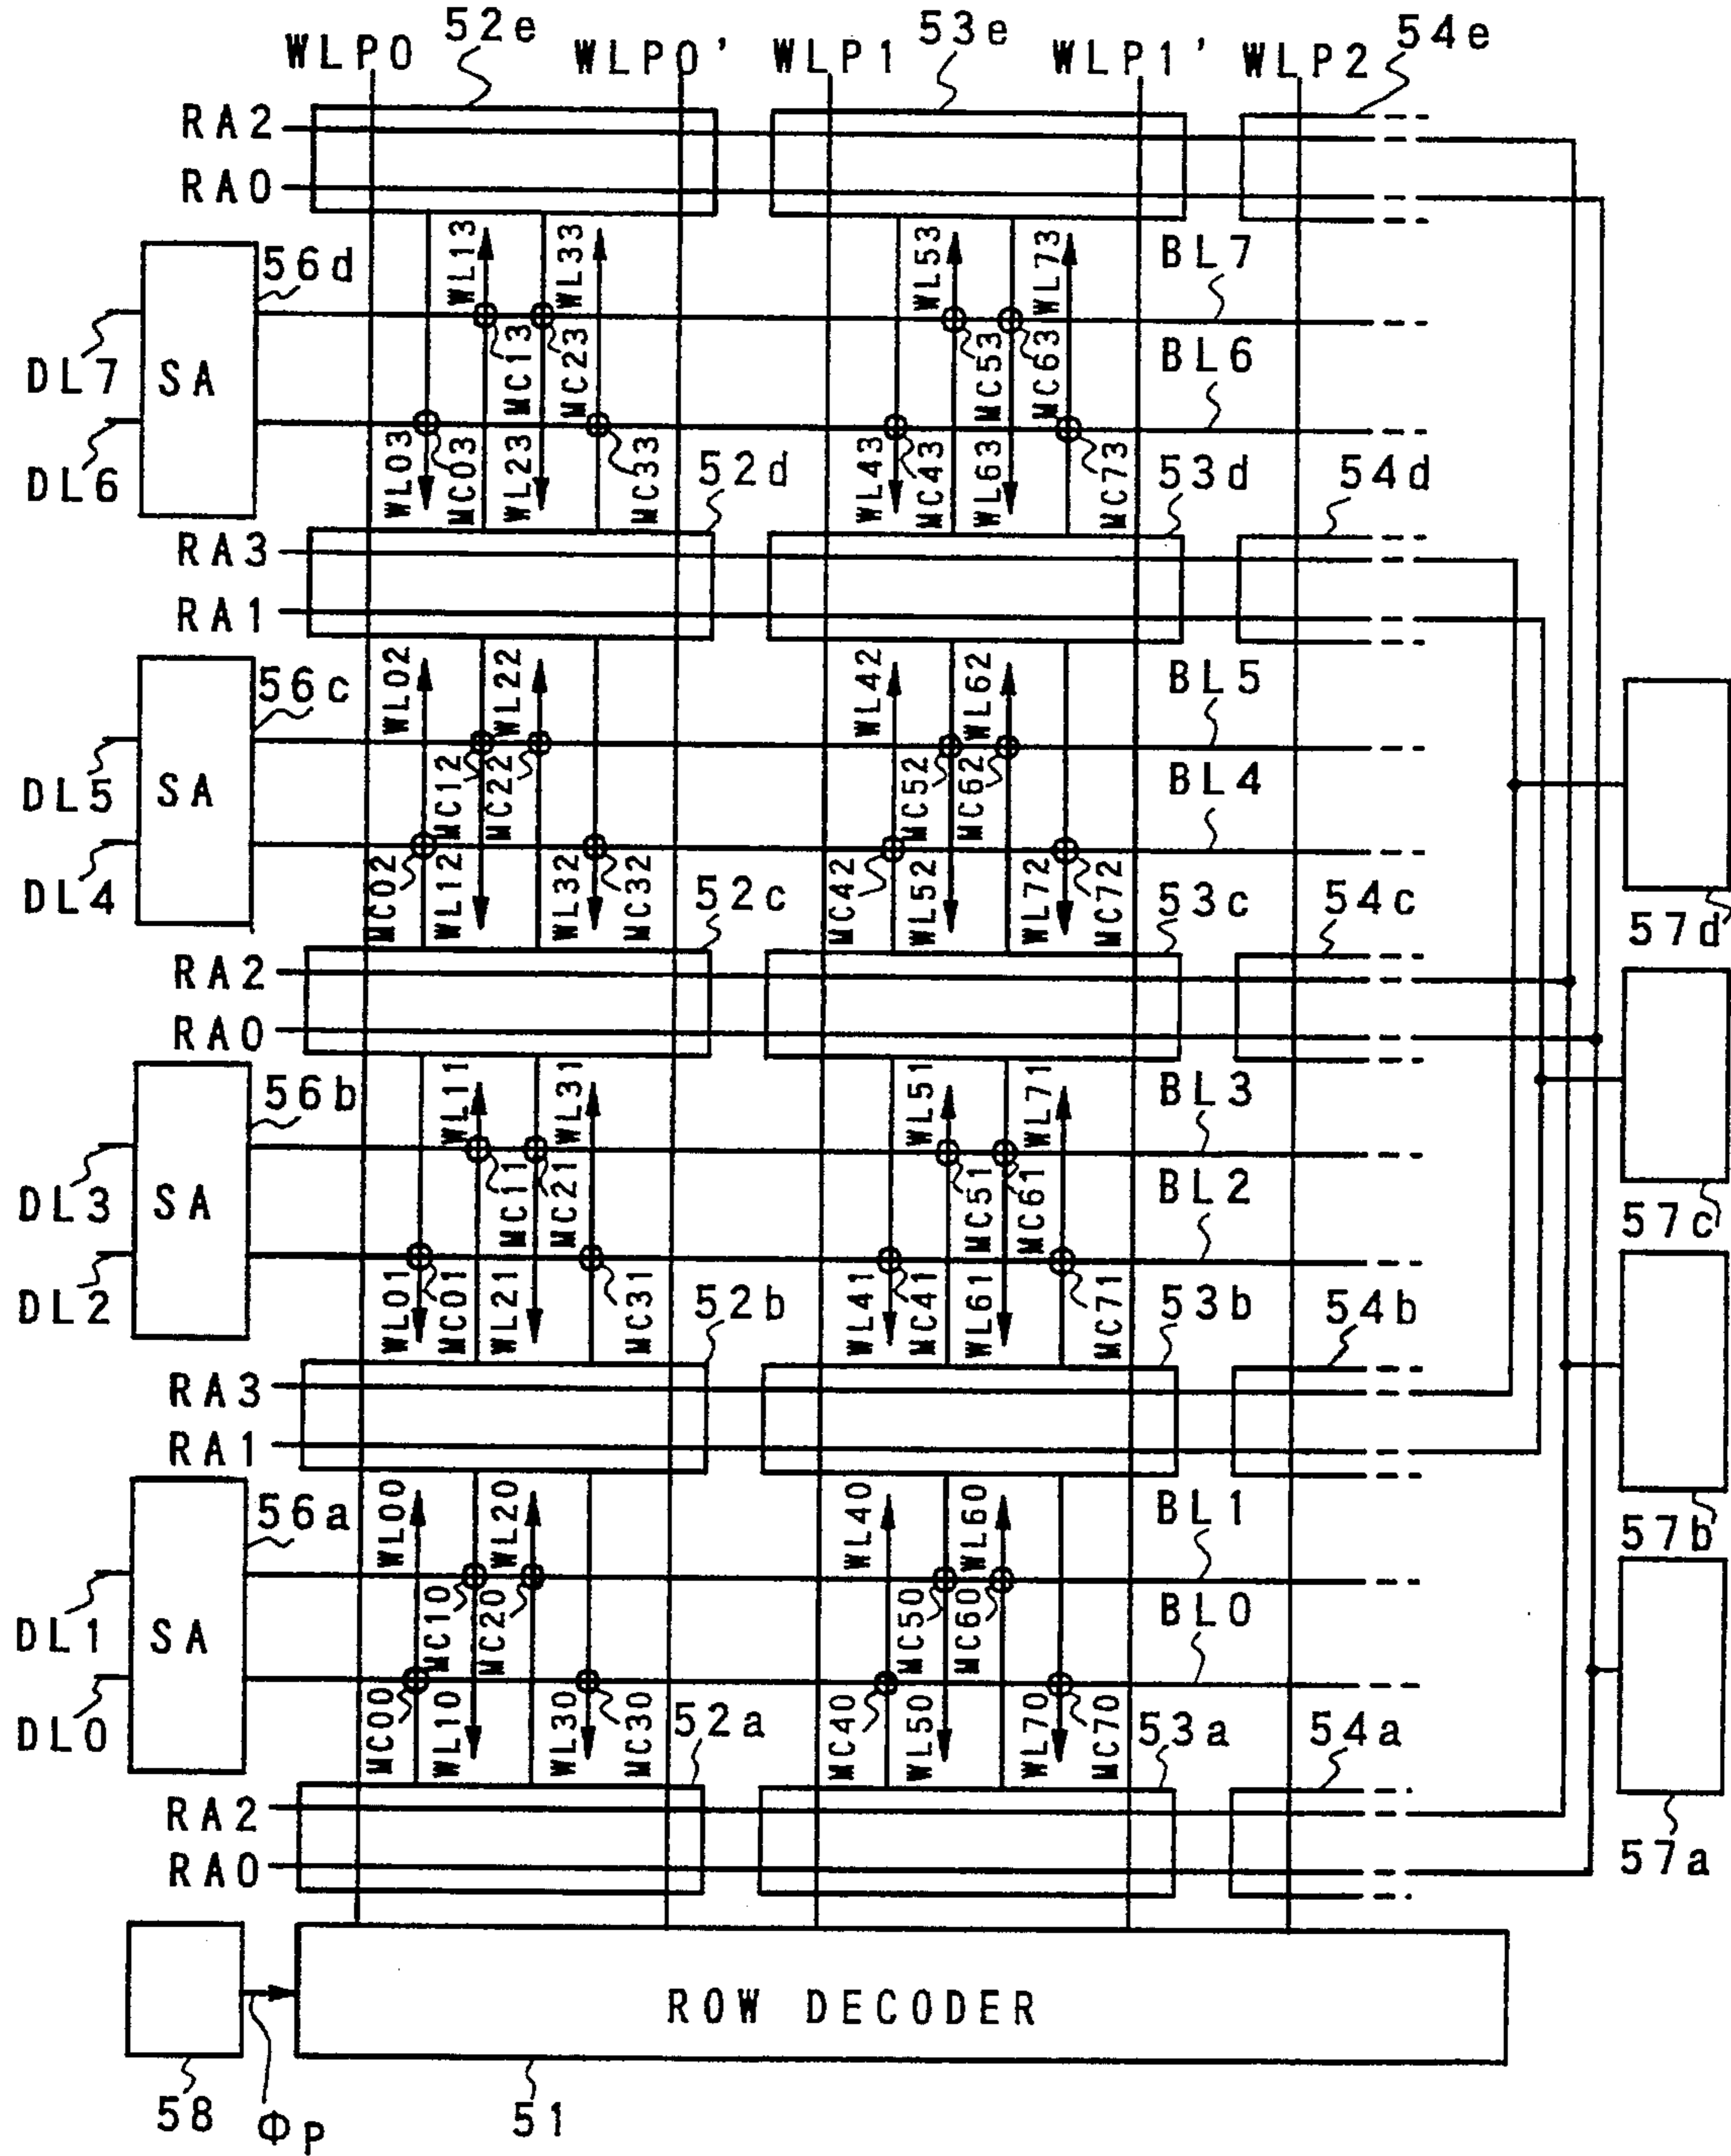 52e 53e 54e
WLP0 WLP0' WLP1 WLP1' WLP2
RA2
RA0
WL13 WL33 WL53 WL73 BL7
56d
MC13 MC23 MC53 MC63
DL7 SA BL6
DL6
WL03 MC03 WL23 MC33 WL43 MC43 WL63 MC73
52d 53d 54d
RA3
RA1
WL02 WL22 WL42 WL62 BL5
56c
MC12 MC22 MC52 MC62
DL5 SA BL4
DL4
MC02 WL12 WL32 MC32 MC42 WL52 WL72 MC72
52c 53c 54c 57d
RA2
RA0
WL11 WL31 WL51 WL71 BL3
56b
MC11 MC21 MC51 MC61
DL3 SA BL2 57c
DL2
WL01 MC01 WL21 MC31 WL41 MC41 WL61 MC71
52b 53b 54b
RA3
RA1
WL00 WL20 WL40 WL60 BL1
56a 57b
MC10 MC20 MC50 MC60
DL1 SA BL0
DL0
MC00 WL10 WL30 MC30 MC40 WL50 WL70 MC70
52a 53a 54a
RA2
RA0 57a
ROW DECODER
58 ΦP 51